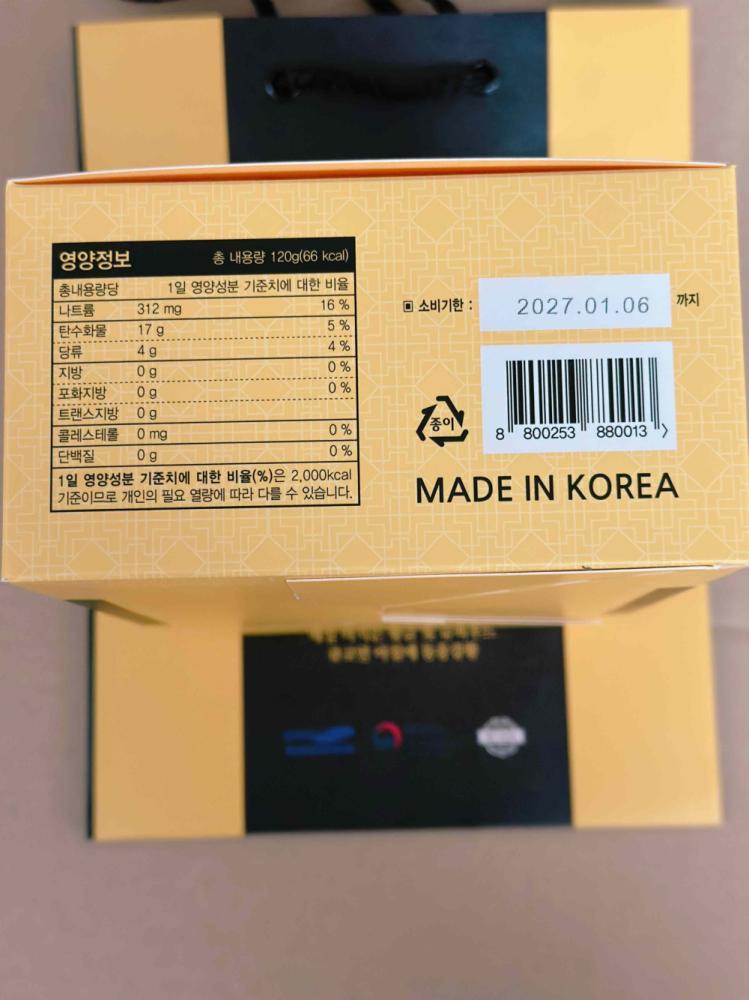 영양정보 총 내용량 120g(66 kcal)
총내용량당 1일 영양성분 기준치에 대한 비율
나트륨 312 mg 16 %
탄수화물 17 g 5 %
당류 4 g 4 %
지방 0 g 0 %
포화지방 0 g 0 %
트랜스지방 0 g
콜레스테롤 0 mg 0 %
단백질 0 g 0 %
1일 영양성분 기준치에 대한 비율(%)은 2,000kcal
기준이므로 개인의 필요 열량에 따라 다를 수 있습니다.
▣ 소비기한 : 2027.01.06 까지
종이
8 800253 880013
MADE IN KOREA